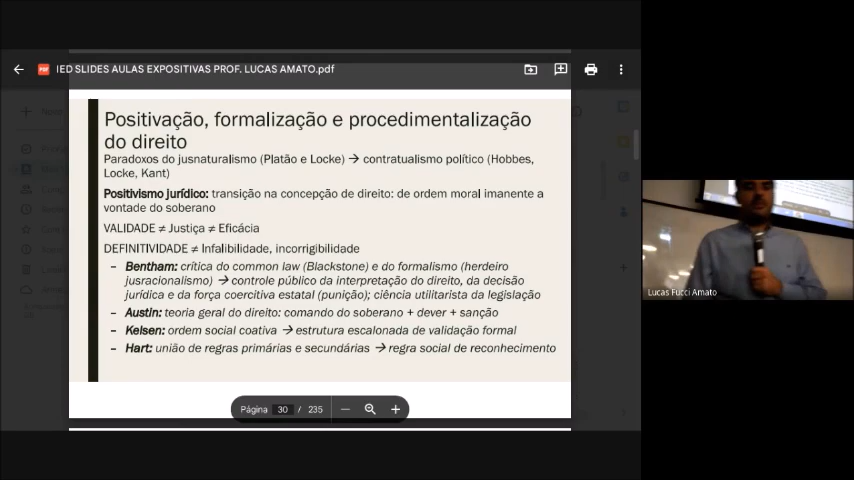 IED SLIDES AULAS EXPOSITIVAS PROF. LUCAS AMATO.pdf
Positivação, formalização e procedimentalização
do direito
Paradoxos do jusnaturalismo (Platão e Locke) → contratualismo político (Hobbes,
Locke, Kant)
Positivismo jurídico: transição na concepção de direito: de ordem moral imanente a
vontade do soberano
VALIDADE ≠ Justiça ≠ Eficácia
DEFINITIVIDADE ≠ Infalibilidade, incorrigibilidade
– Bentham: crítica do common law (Blackstone) e do formalismo (herdeiro
jusracionalismo) → controle público da interpretação do direito, da decisão
jurídica e da força coercitiva estatal (punição); ciência utilitarista da legislação
– Austin: teoria geral do direito: comando do soberano + dever + sanção
– Kelsen: ordem social coativa → estrutura escalonada de validação formal
– Hart: união de regras primárias e secundárias → regra social de reconhecimento
Página 30 / 235
Lucas Fucci Amato